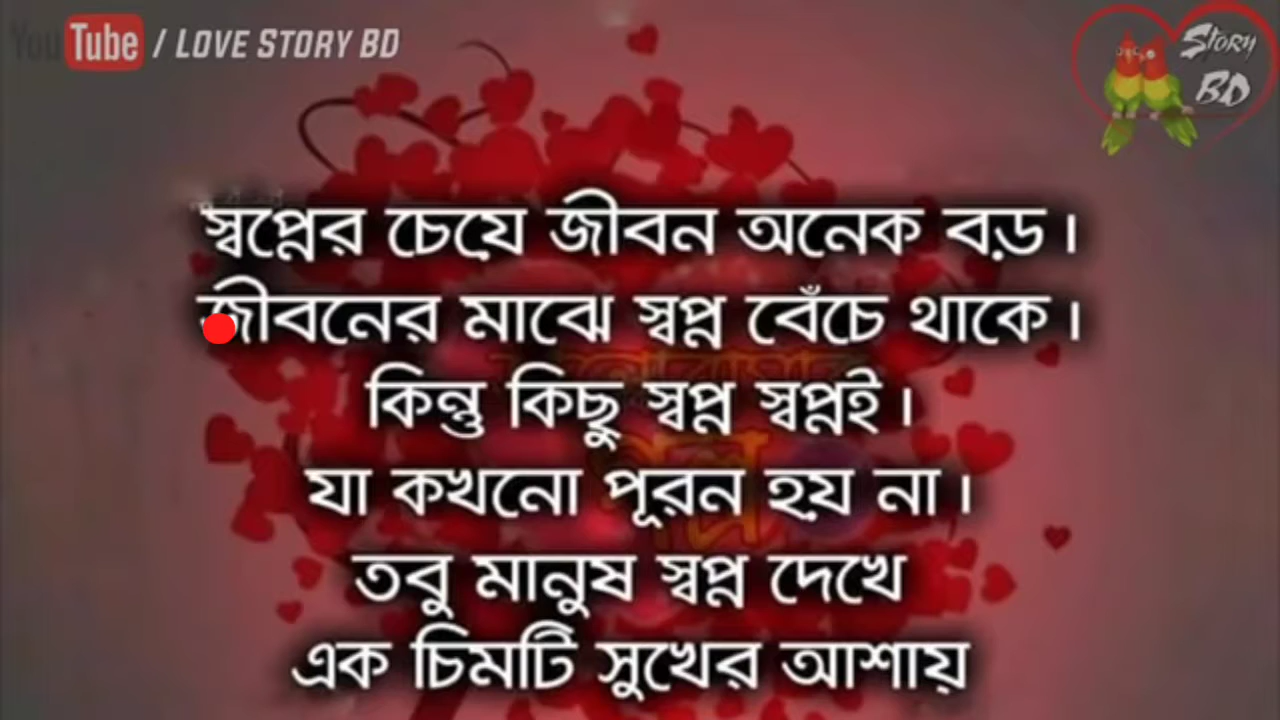 YouTube / LOVE STORY BD
STORY
BD
স্বপ্নের চেয়ে জীবন অনেক বড়।
জীবনের মাঝে স্বপ্ন বেঁচে থাকে।
কিন্তু কিছু স্বপ্ন স্বপ্নই।
যা কখনো পূরন হয় না।
তবু মানুষ স্বপ্ন দেখে
এক চিমটি সুখের আশায়